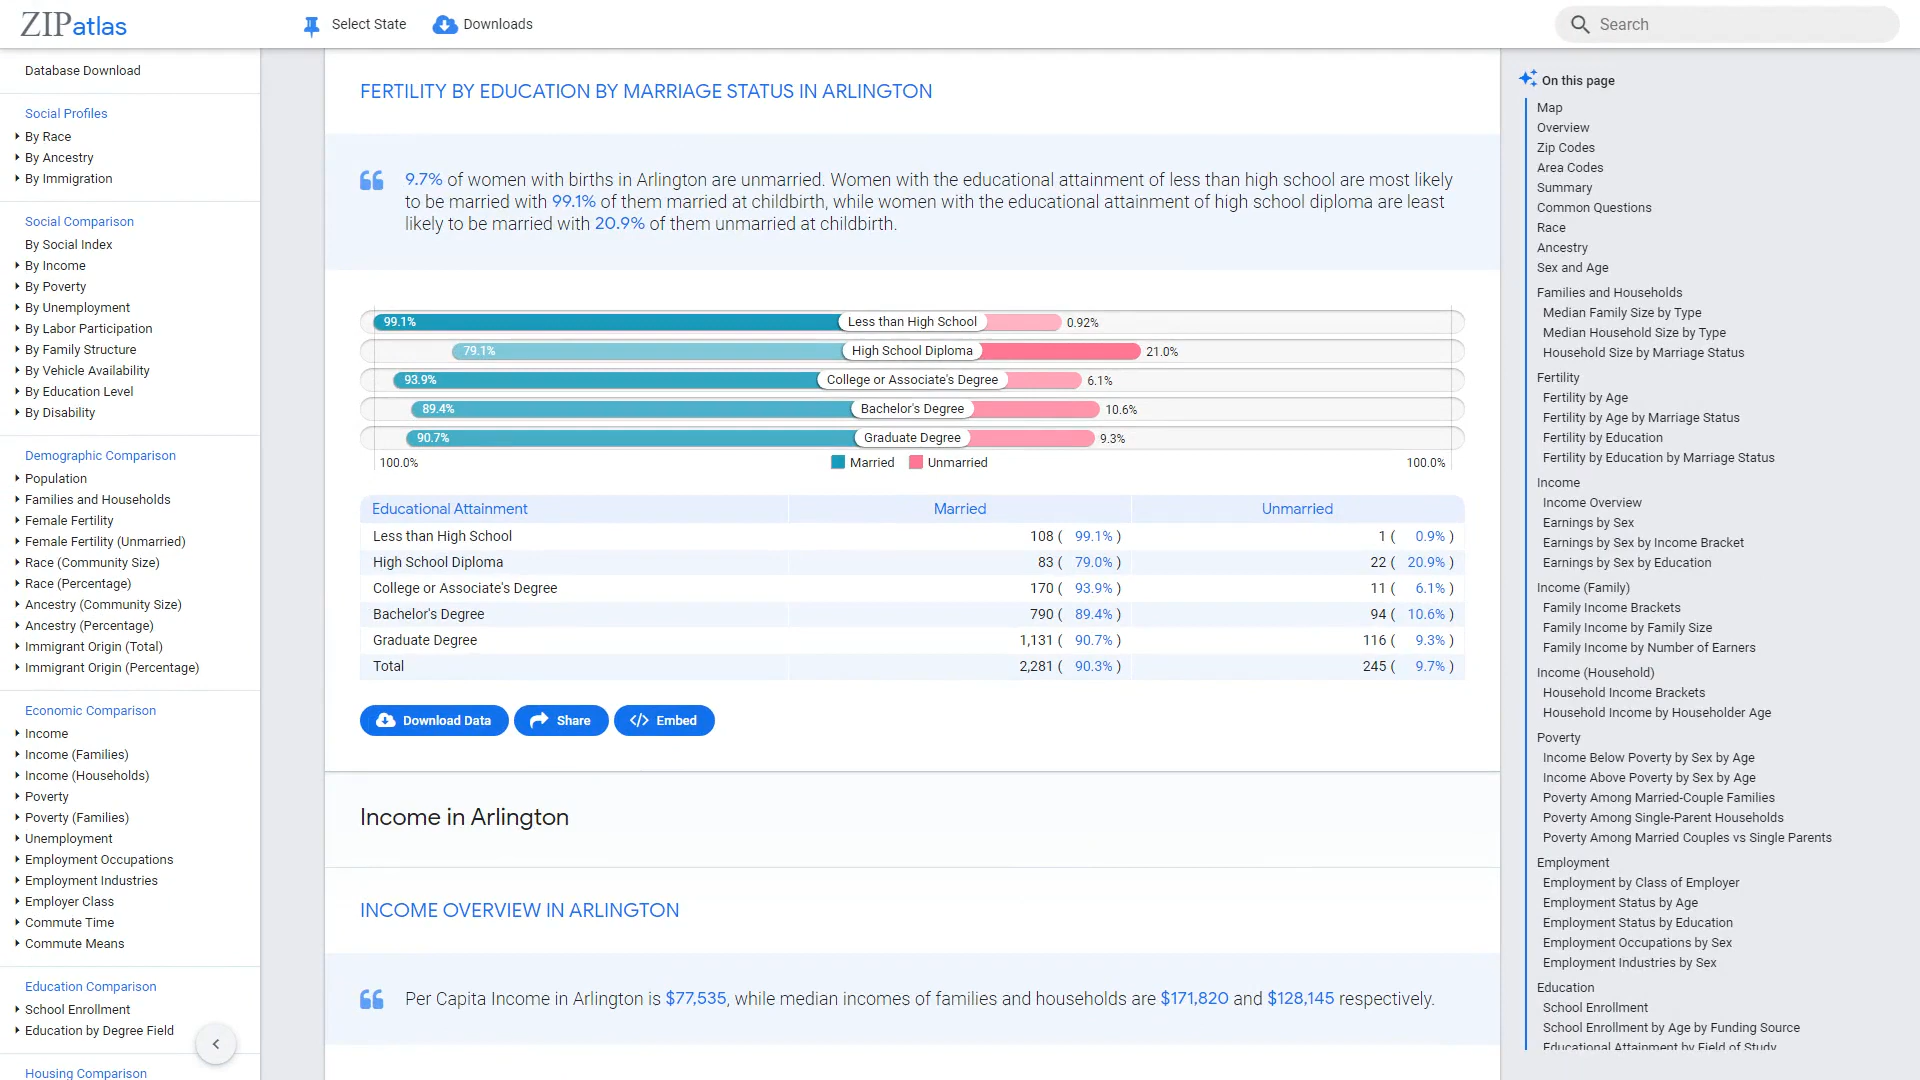 ZIPatlas
Select State
Downloads
Search
Database Download
Social Profiles
By Race
By Ancestry
By Immigration
Social Comparison
By Social Index
By Income
By Poverty
By Unemployment
By Labor Participation
By Family Structure
By Vehicle Availability
By Education Level
By Disability
Demographic Comparison
Population
Families and Households
Female Fertility
Female Fertility (Unmarried)
Race (Community Size)
Race (Percentage)
Ancestry (Community Size)
Ancestry (Percentage)
Immigrant Origin (Total)
Immigrant Origin (Percentage)
Economic Comparison
Income
Income (Families)
Income (Households)
Poverty
Poverty (Families)
Unemployment
Employment Occupations
Employment Industries
Employer Class
Commute Time
Commute Means
Education Comparison
School Enrollment
Education by Degree Field
Housing Comparison
FERTILITY BY EDUCATION BY MARRIAGE STATUS IN ARLINGTON
9.7% of women with births in Arlington are unmarried. Women with the educational attainment of less than high school are most likely
to be married with 99.1% of them married at childbirth, while women with the educational attainment of high school diploma are least
likely to be married with 20.9% of them unmarried at childbirth.
99.1% Less than High School 0.92%
79.1% High School Diploma 21.0%
93.9% College or Associate's Degree 6.1%
89.4% Bachelor's Degree 10.6%
90.7% Graduate Degree 9.3%
100.0% Married Unmarried 100.0%
Educational Attainment Married Unmarried
Less than High School 108 ( 99.1% ) 1 ( 0.9% )
High School Diploma 83 ( 79.0% ) 22 ( 20.9% )
College or Associate's Degree 170 ( 93.9% ) 11 ( 6.1% )
Bachelor's Degree 790 ( 89.4% ) 94 ( 10.6% )
Graduate Degree 1,131 ( 90.7% ) 116 ( 9.3% )
Total 2,281 ( 90.3% ) 245 ( 9.7% )
Download Data Share Embed
Income in Arlington
INCOME OVERVIEW IN ARLINGTON
Per Capita Income in Arlington is $77,535, while median incomes of families and households are $171,820 and $128,145 respectively.
On this page
Map
Overview
Zip Codes
Area Codes
Summary
Common Questions
Race
Ancestry
Sex and Age
Families and Households
Median Family Size by Type
Median Household Size by Type
Household Size by Marriage Status
Fertility
Fertility by Age
Fertility by Age by Marriage Status
Fertility by Education
Fertility by Education by Marriage Status
Income
Income Overview
Earnings by Sex
Earnings by Sex by Income Bracket
Earnings by Sex by Education
Income (Family)
Family Income Brackets
Family Income by Family Size
Family Income by Number of Earners
Income (Household)
Household Income Brackets
Household Income by Householder Age
Poverty
Income Below Poverty by Sex by Age
Income Above Poverty by Sex by Age
Poverty Among Married-Couple Families
Poverty Among Single-Parent Households
Poverty Among Married Couples vs Single Parents
Employment
Employment by Class of Employer
Employment Status by Age
Employment Status by Education
Employment Occupations by Sex
Employment Industries by Sex
Education
School Enrollment
School Enrollment by Age by Funding Source
Educational Attainment by Field of Study